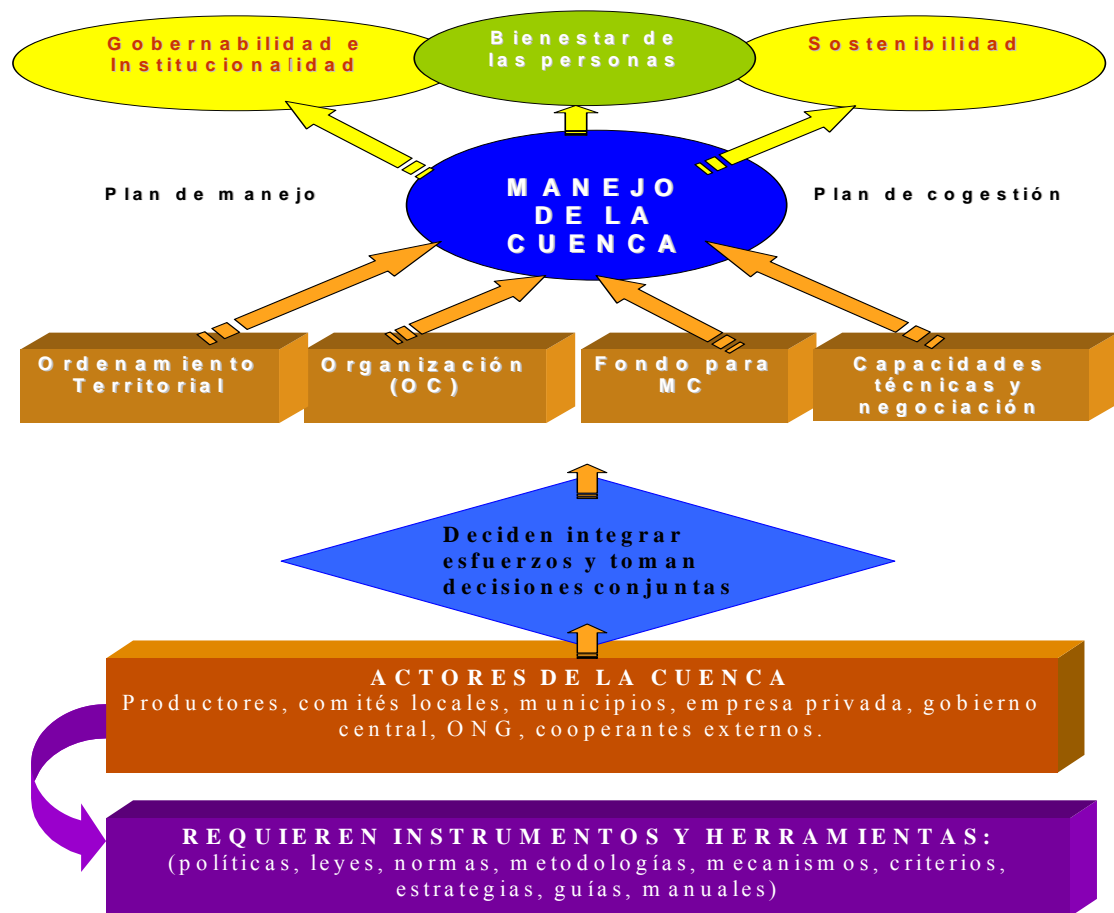 Gobernabilidad e
Institucionalidad
Bienestar de
las personas
Sostenibilidad
Plan de manejo
MANEJO
DE LA
CUENCA
Plan de cogestión
Ordenamiento
Territorial
Organización
(OC)
Fondo para
MC
Capacidades
técnicas y
negociación
Deciden integrar
esfuerzos y toman
decisiones conjuntas
ACTORES DE LA CUENCA
Productores, comités locales, municipios, empresa privada, gobierno
central, ONG, cooperantes externos.
REQUIEREN INSTRUMENTOS Y HERRAMIENTAS:
(políticas, leyes, normas, metodologías, mecanismos, criterios,
estrategias, guías, manuales)